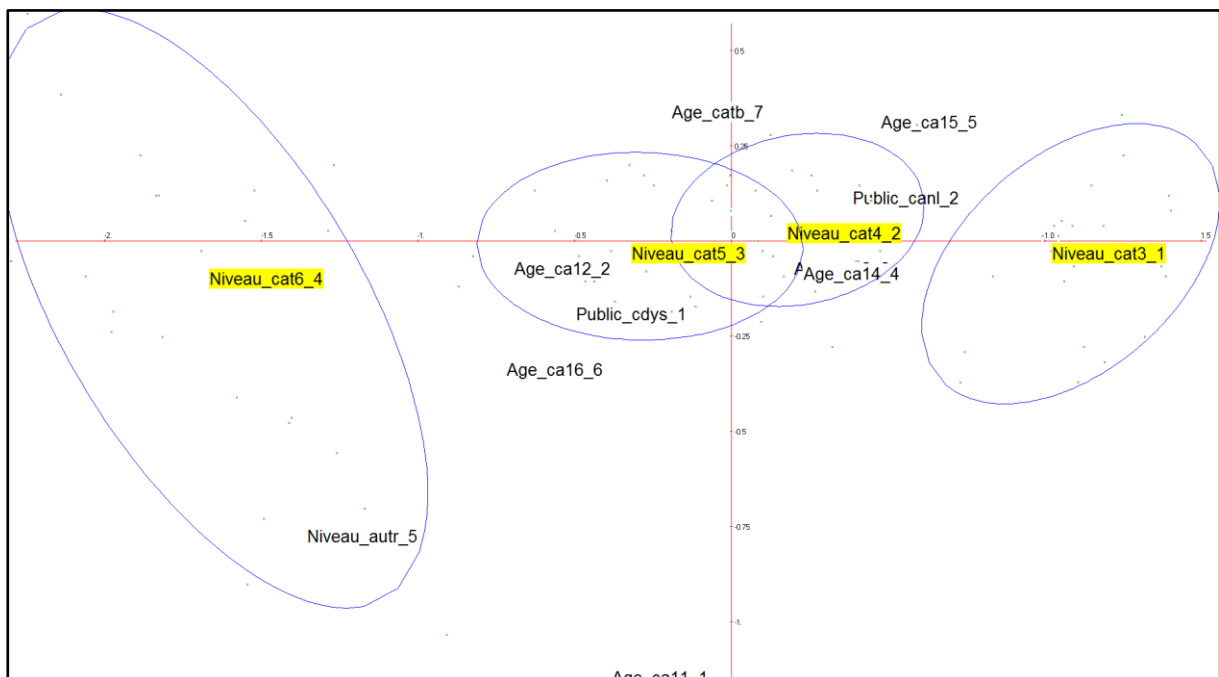 0.5
Age_catb_7
Age_ca15_5
0.25
Public_canl_2
Niveau_cat4_2
-2
-1.5
-0.5
0
-1.0
1.5
Niveau_cat5_3
Niveau_cat3_1
Age_ca12_2
Age_ca14_4
Niveau_cat6_4
Public_cdys_1
-0.25
Age_ca16_6
-0.5
-0.75
Niveau_autr_5
-1.
Age_ca11_1